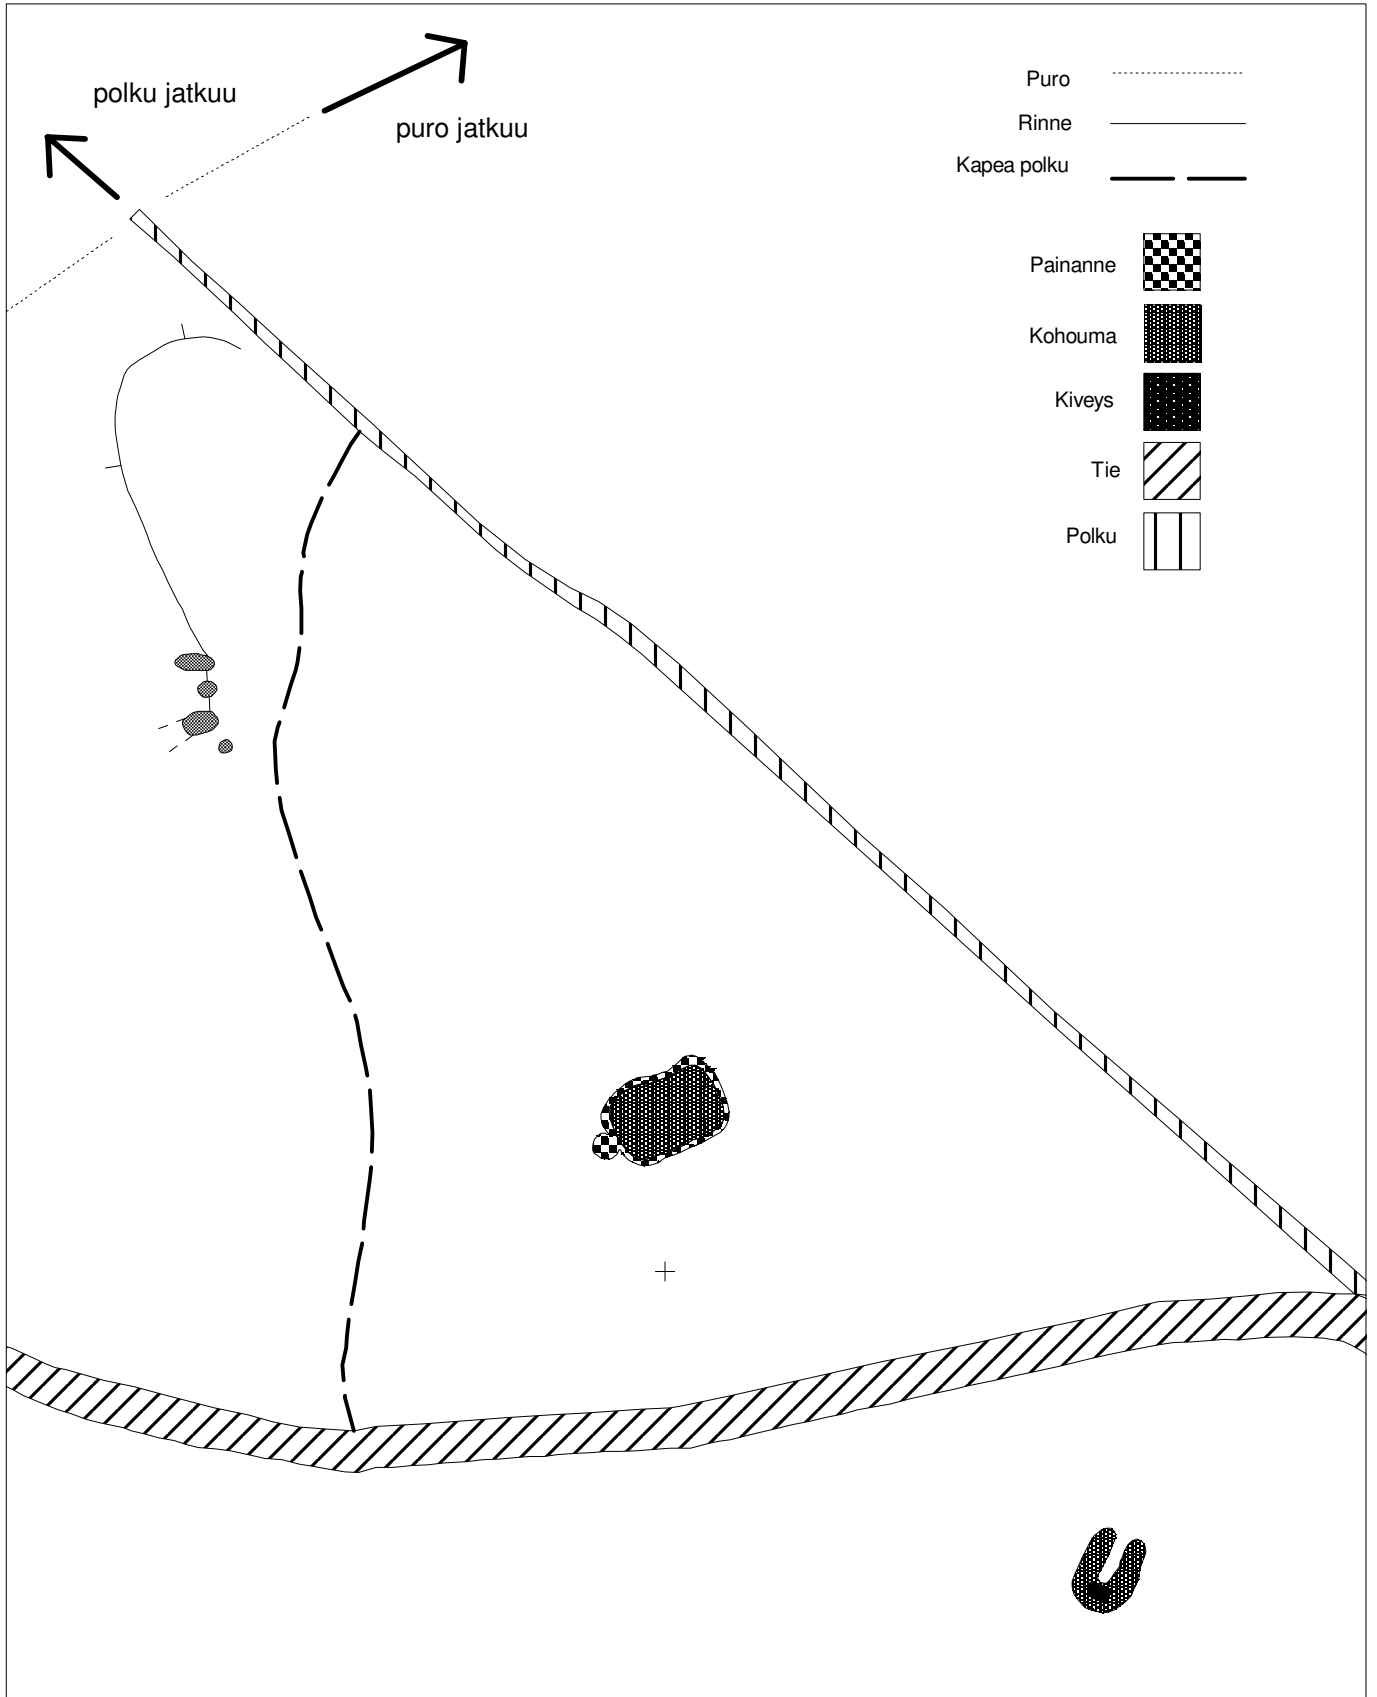 polku jatkuu
puro jatkuu
Puro
Rinne
Kapea polku
Painanne
Kohouma
Kiveys
Tie
Polku